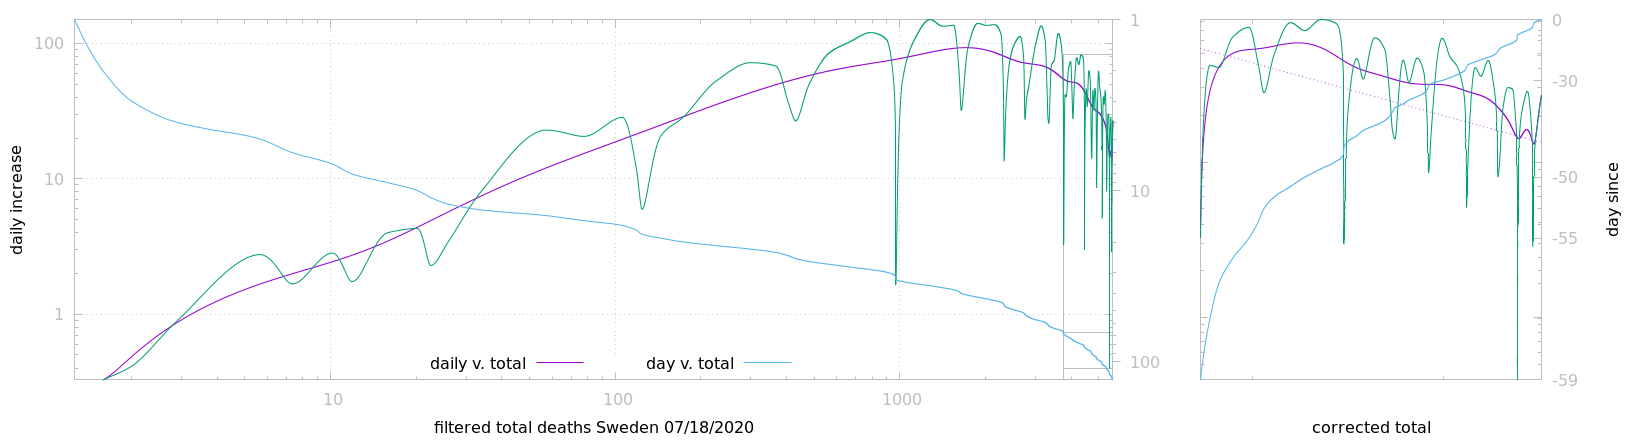 daily increase
100
10
1
daily v. total
day v. total
10
100
1000
filtered total deaths Sweden 07/18/2020
1
10
100
0
-30
-50
-55
-59
day since
corrected total